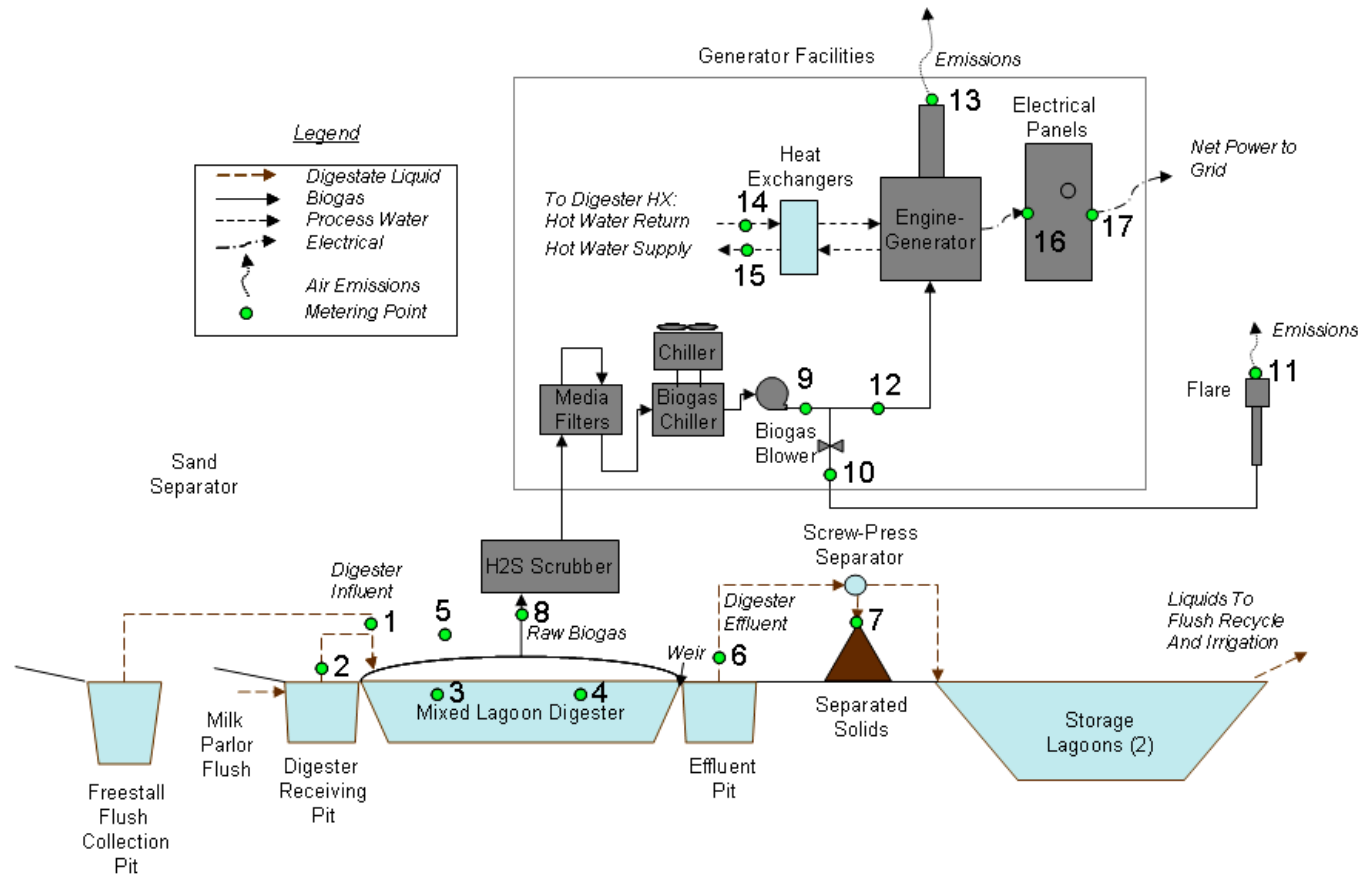 Generator Facilities
Emissions
13
Electrical
Panels
Net Power to
Grid
Legend
Digestate Liquid
Biogas
Process Water
Electrical
Air Emissions
Metering Point
Heat
Exchangers
To Digester HX:
Hot Water Return
Hot Water Supply
14
15
Engine-
Generator
16
17
Emissions
11
Flare
Chiller
Biogas
Chiller
Media
Filters
9
12
Biogas
Blower
10
Sand
Separator
H2S Scrubber
Screw-Press
Separator
Digester
Influent
1
5
8
Raw Biogas
2
3
4
Mixed Lagoon Digester
Weir
Digester
Effluent
6
7
Liquids To
Flush Recycle
And Irrigation
Milk
Parlor
Flush
Separated
Solids
Storage
Lagoons (2)
Freestall
Flush
Collection
Pit
Digester
Receiving
Pit
Effluent
Pit